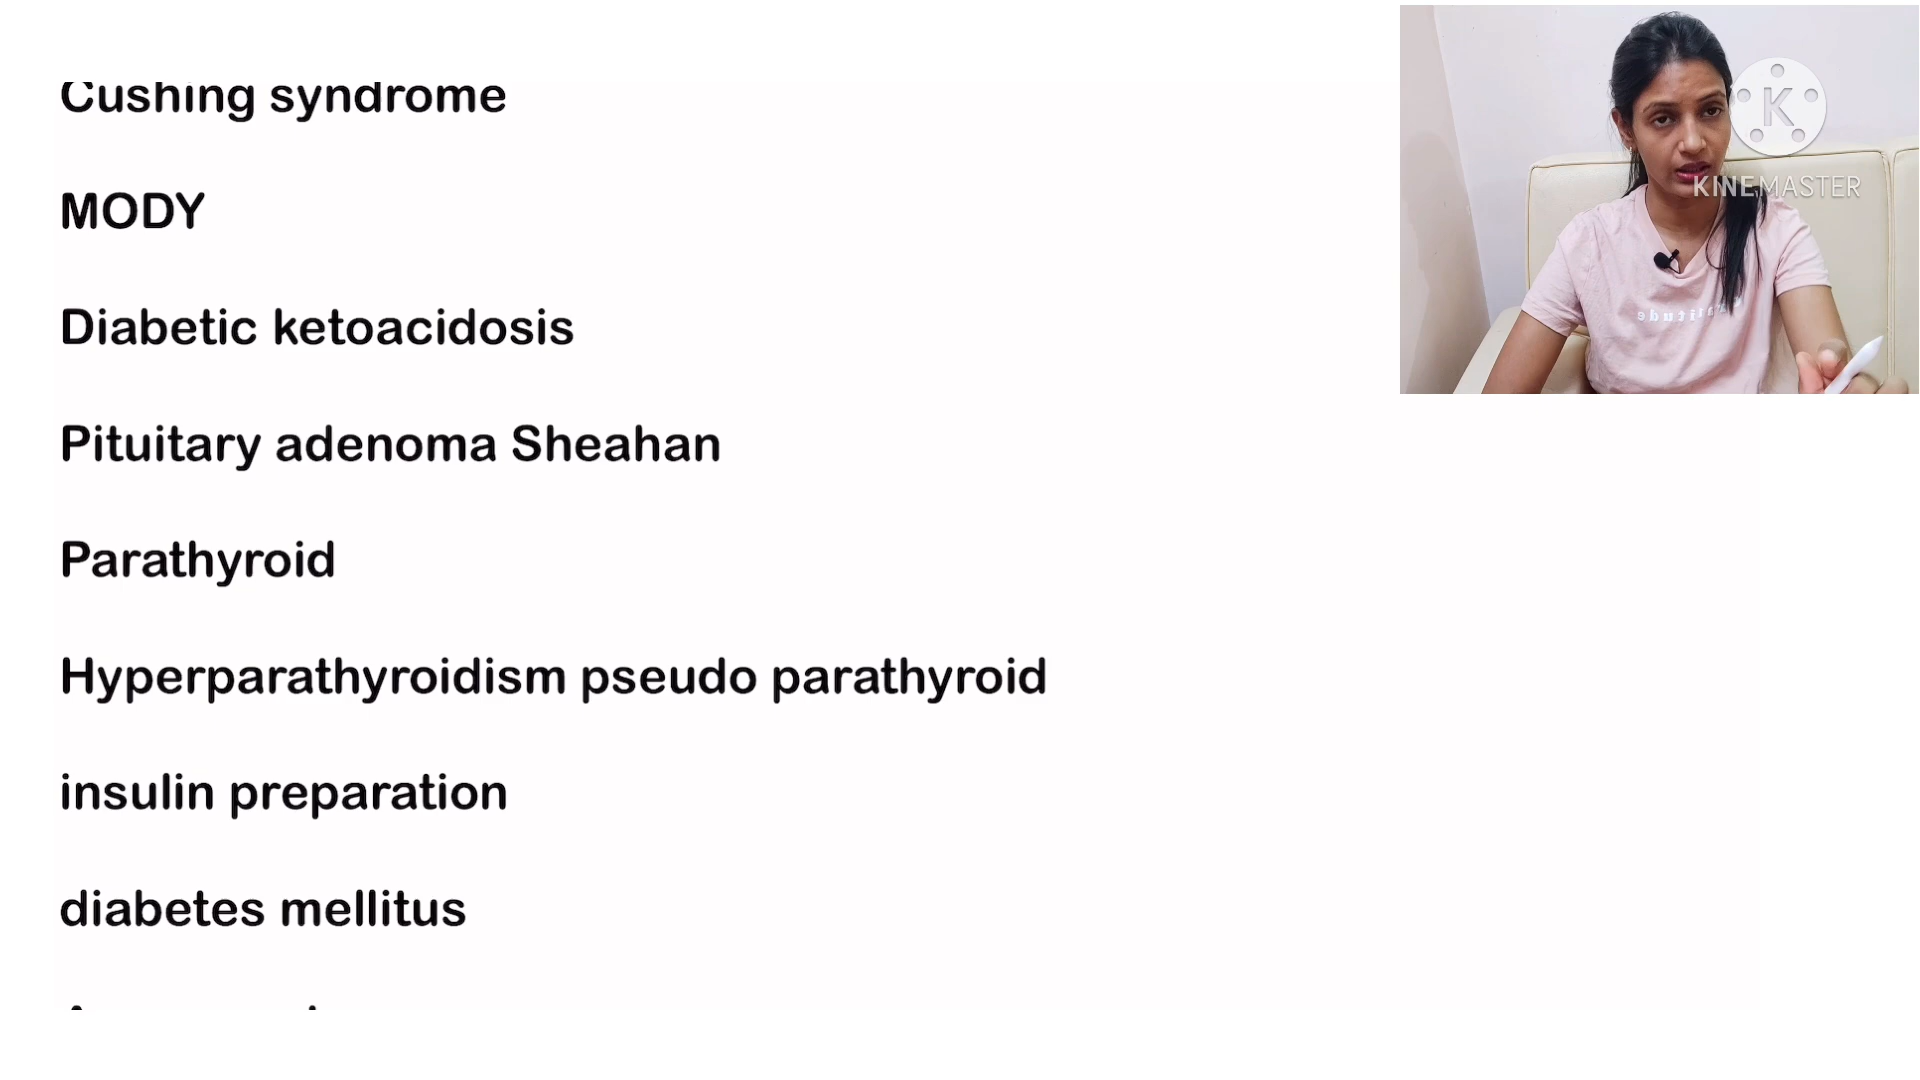 Cushing syndrome
MODY
Diabetic ketoacidosis
Pituitary adenoma Sheahan
Parathyroid
Hyperparathyroidism pseudo parathyroid
insulin preparation
diabetes mellitus
K
KINEMASTER